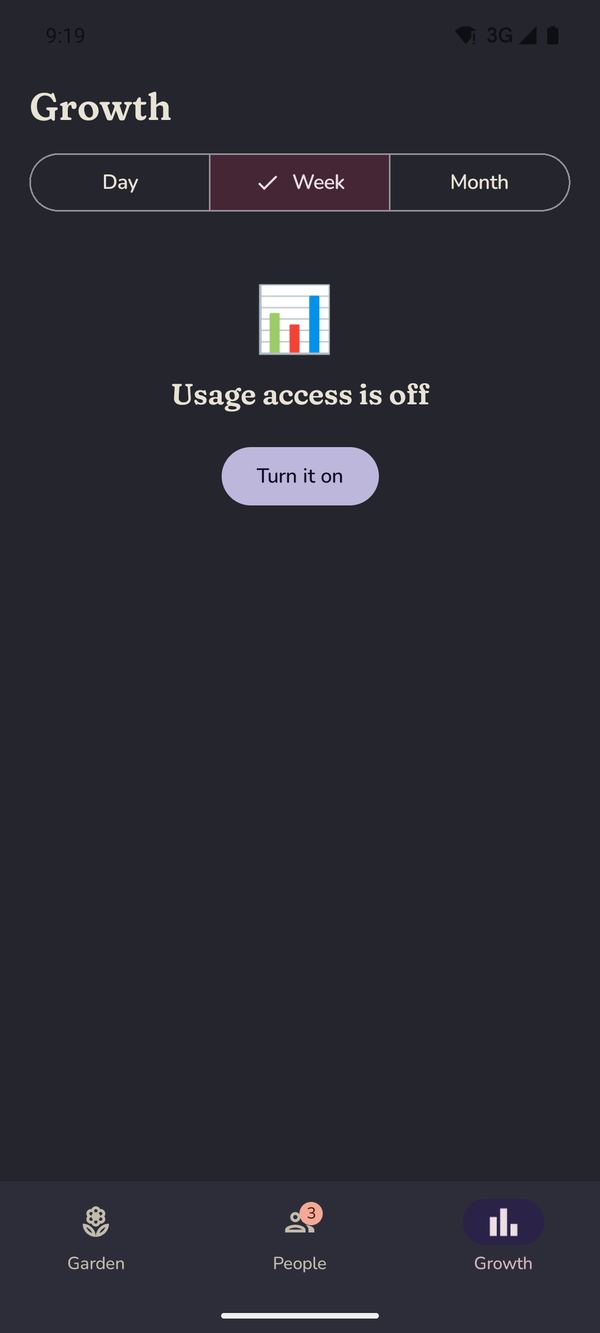 9:19
3G
Growth
Day
Week
Month
Usage access is off
Turn it on
3
Garden
People
Growth